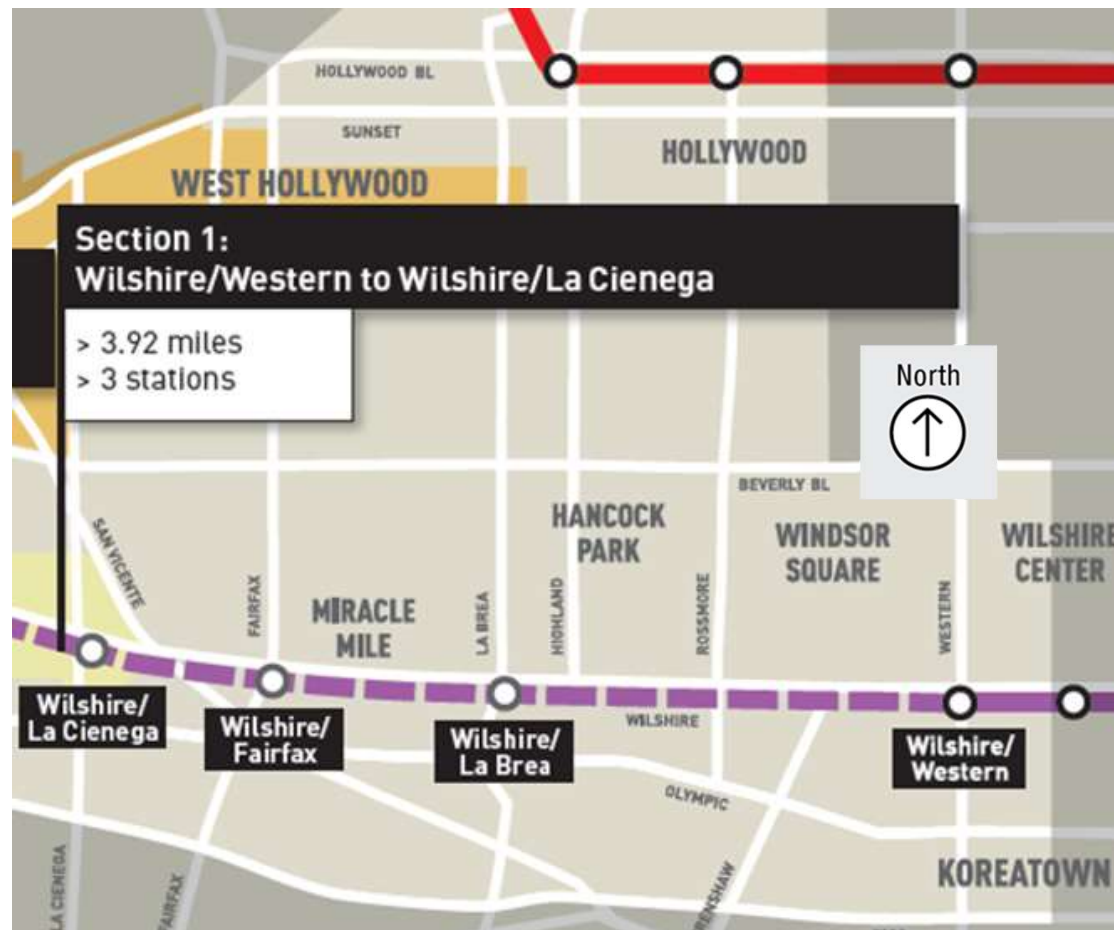 HOLLYWOOD BL
SUNSET
HOLLYWOOD
WEST HOLLYWOOD
Section 1:
Wilshire/Western to Wilshire/La Cienega
> 3.92 miles
> 3 stations
North
BEVERLY BL
HANCOCK
PARK
WINDSOR
SQUARE
WILSHIRE
CENTER
SAN VICENTE
FAIRFAX
MIRACLE
MILE
LA BREA
HIGHLAND
ROSSMORE
WESTERN
Wilshire/
La Cienega
Wilshire/
Fairfax
Wilshire/
La Brea
WILSHIRE
Wilshire/
Western
OLYMPIC
KOREATOWN
LA CIENEGA
FAIRFAX
RENSHAW